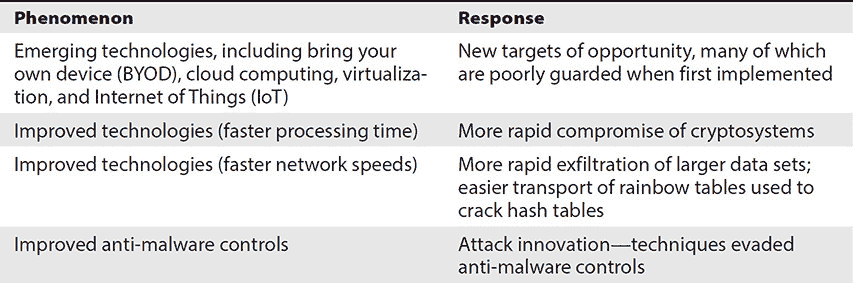 Phenomenon Response
Emerging technologies, including bring your New targets of opportunity, many of which
own device (BYOD), cloud computing, virtualiza- are poorly guarded when first implemented
tion, and Internet of Things (IoT)
Improved technologies (faster processing time) More rapid compromise of cryptosystems
Improved technologies (faster network speeds) More rapid exfiltration of larger data sets;
easier transport of rainbow tables used to
crack hash tables
Improved anti-malware controls Attack innovation—techniques evaded
anti-malware controls